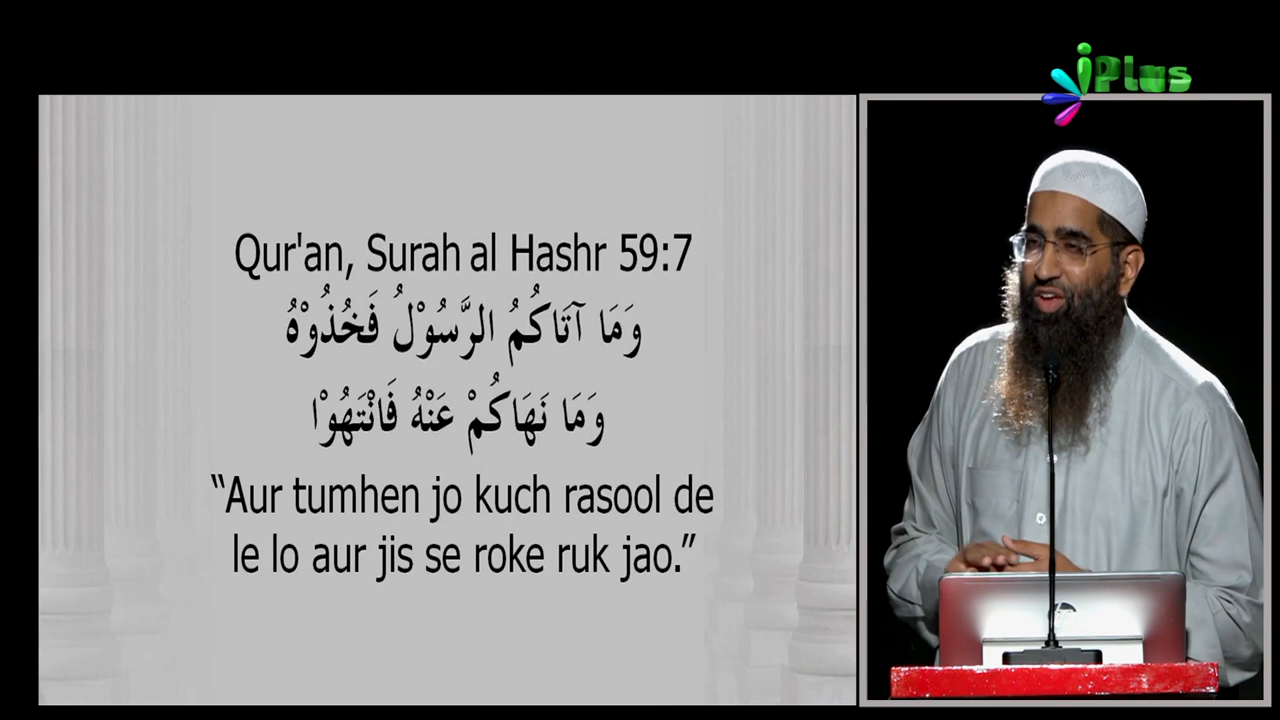 iPlus
Qur'an, Surah al Hashr 59:7
وَمَا آتَاكُمُ الرَّسُوْلُ فَخُذُوْهُ
وَمَا نَهَاكُمْ عَنْهُ فَانْتَهُوْا
“Aur tumhen jo kuch rasool de
le lo aur jis se roke ruk jao.”
hp